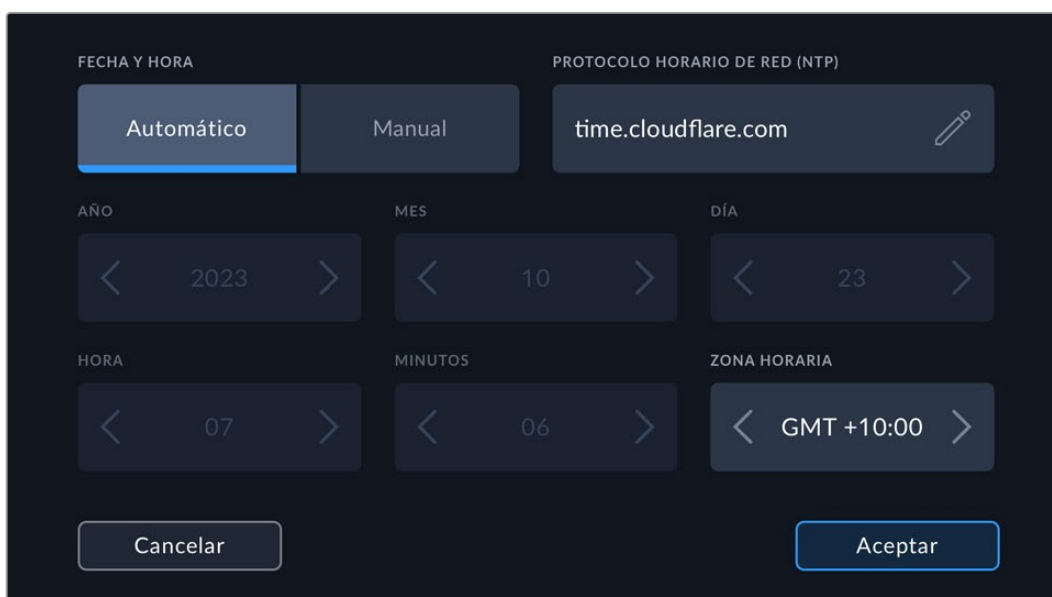 FECHA Y HORA
PROTOCOLO HORARIO DE RED (NTP)
Automático
Manual
time.cloudflare.com
AÑO
MES
DÍA
2023
10
23
HORA
MINUTOS
ZONA HORARIA
07
06
GMT +10:00
Cancelar
Aceptar